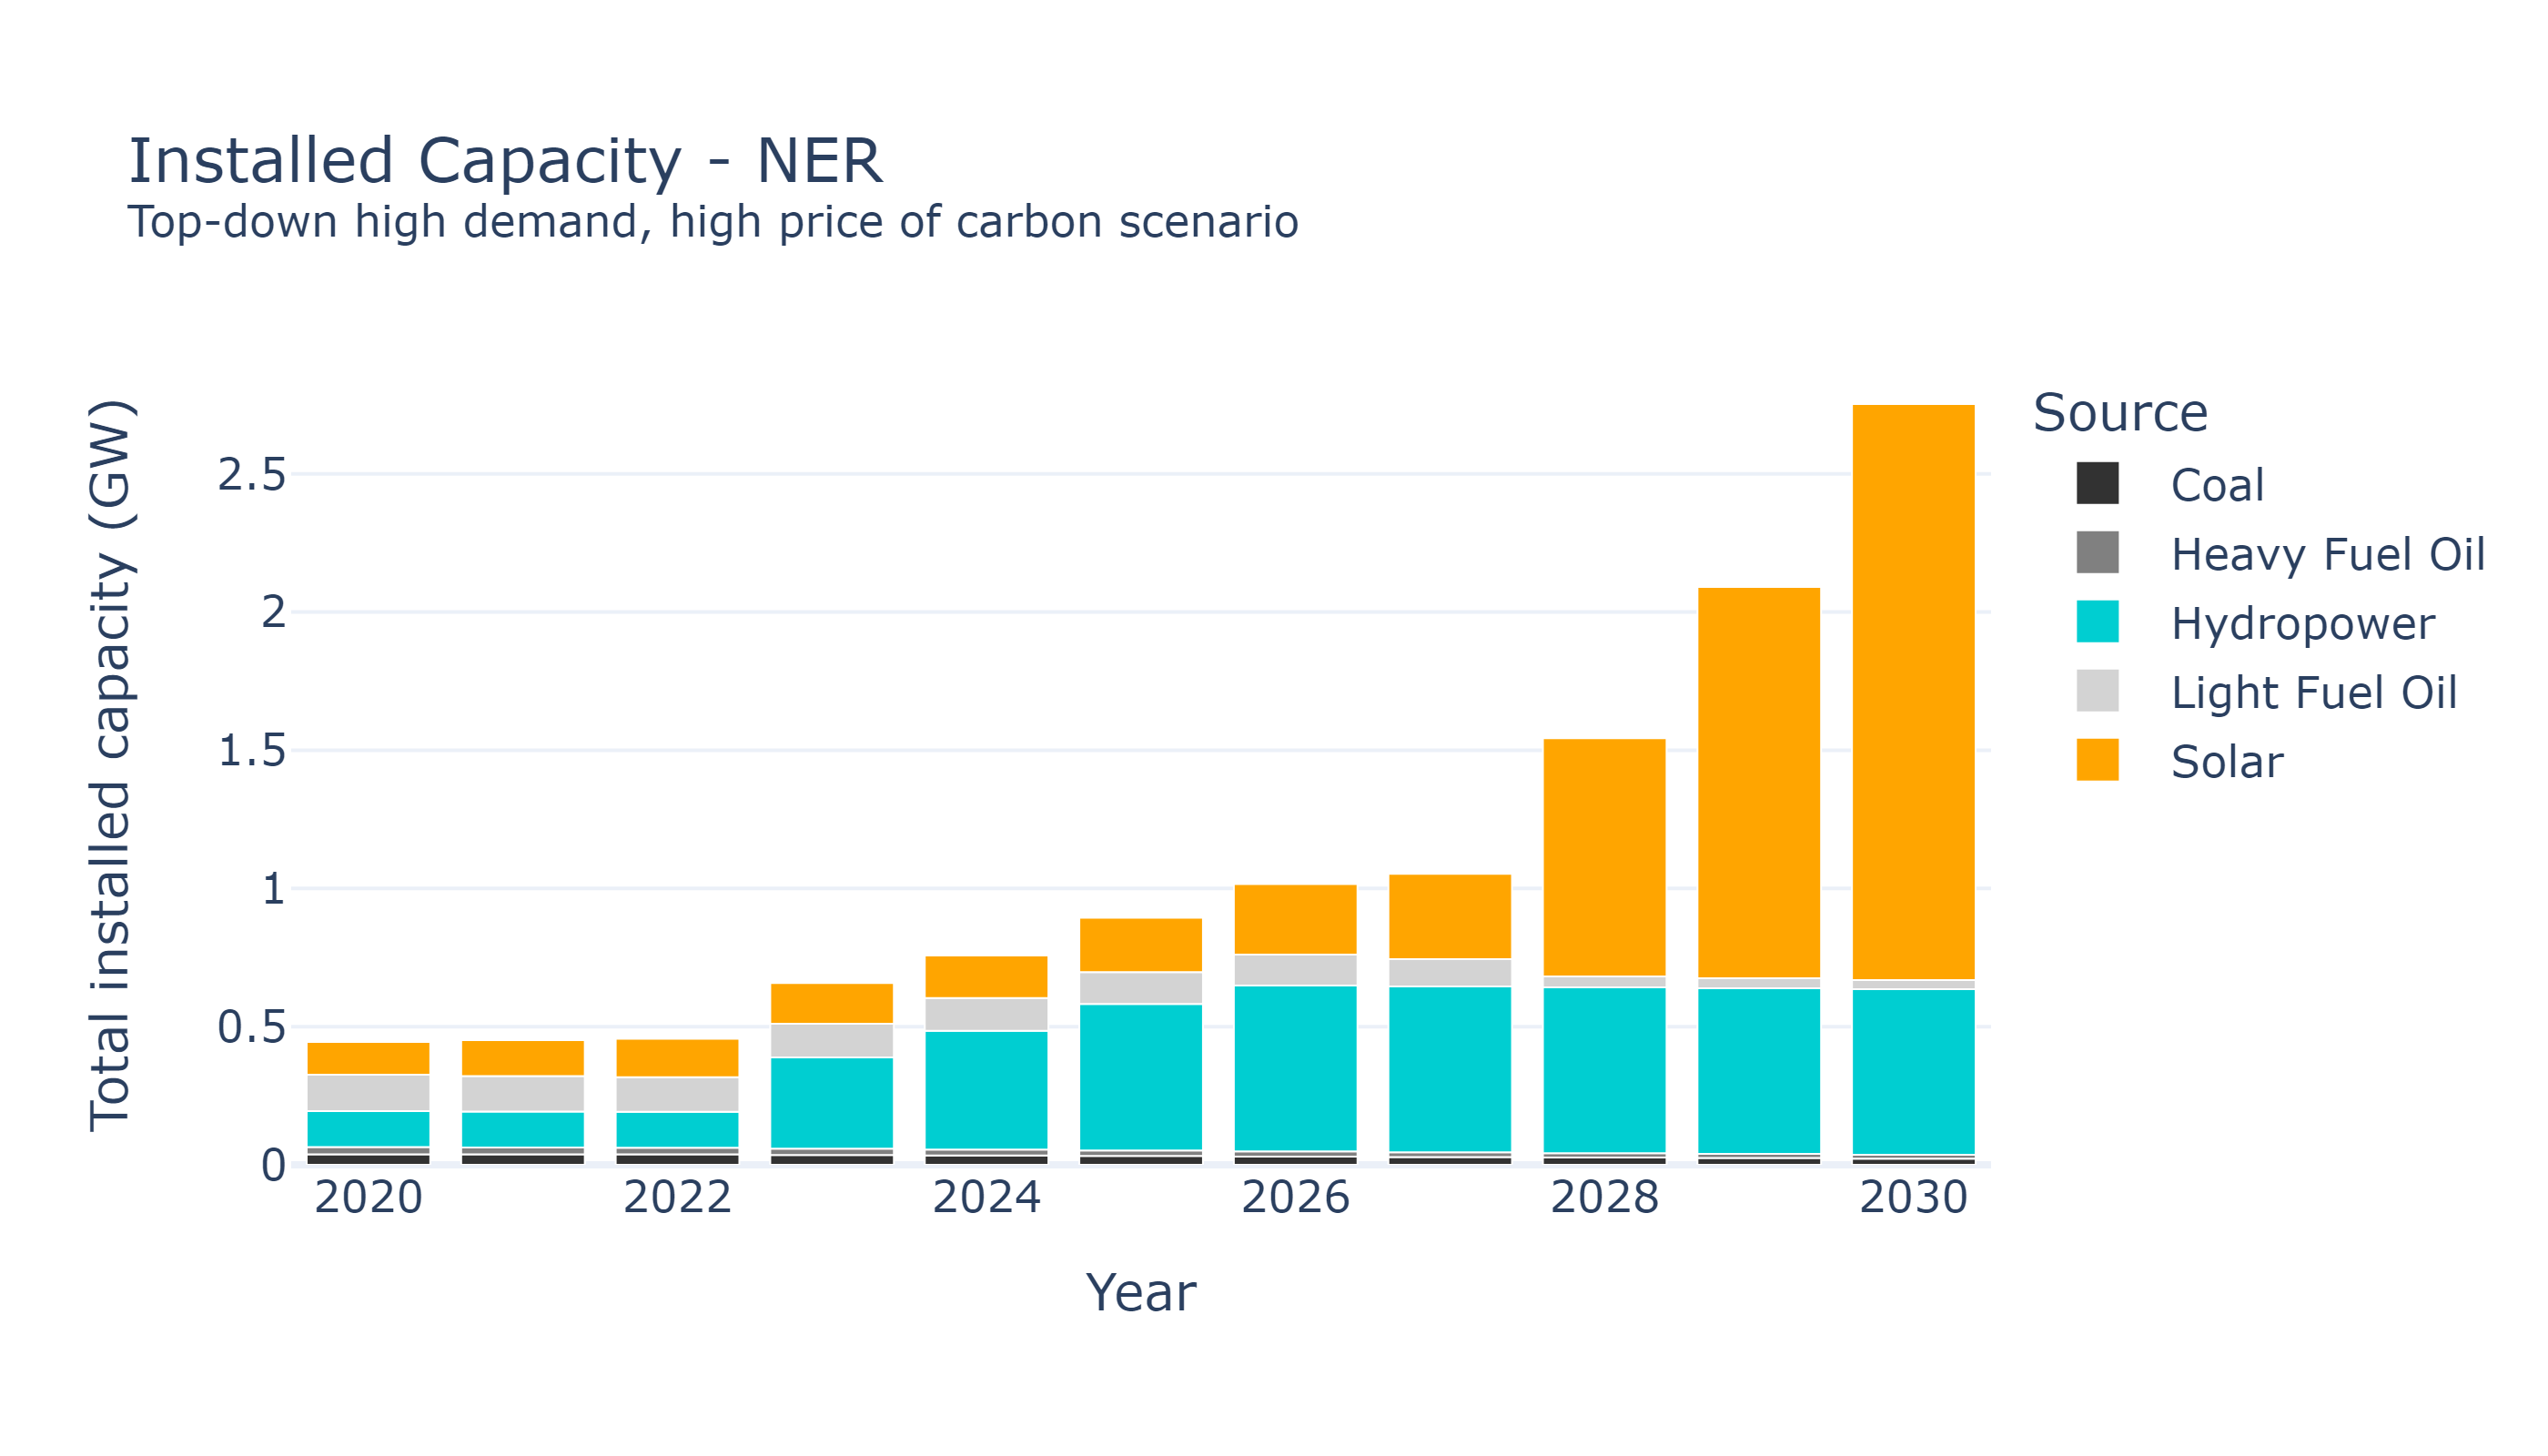 Installed Capacity - NER
Top-down high demand, high price of carbon scenario
Total installed capacity (GW)
2.5
2
1.5
1
0.5
0
2020 2022 2024 2026 2028 2030
Year
Source
Coal
Heavy Fuel Oil
Hydropower
Light Fuel Oil
Solar